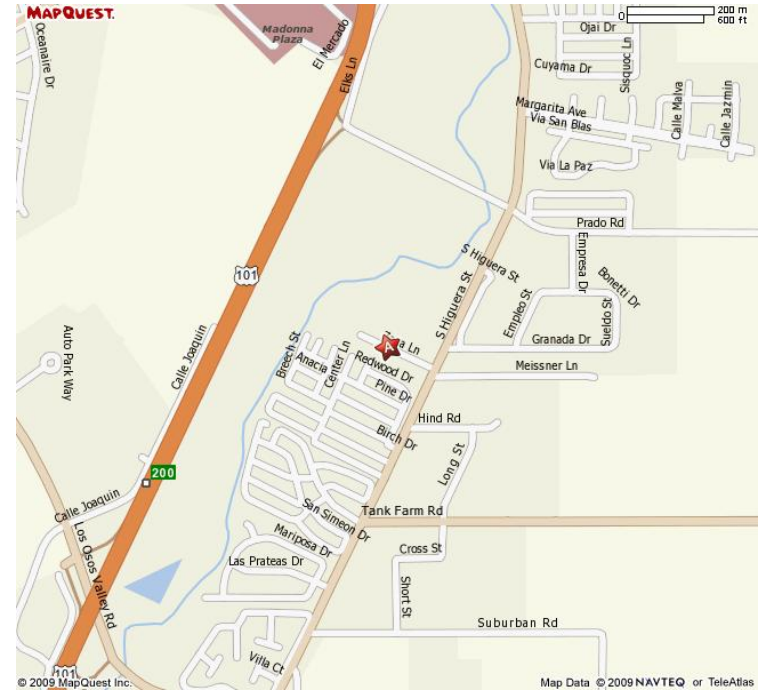 MAPQUEST.
0 200 m
600 ft
Oceanaire Dr
Madonna
Plaza
El Mercado
Elks Ln
Ojai Dr
Sisquoc Ln
Cuyama Dr
Margarita Ave
Via San Blas
Calle Malva
Calle Jazmin
Via La Paz
Prado Rd
S Higuera St
Empresa Dr
Bonetti Dr
101
S Higuera St
Empleo St
Sueldo St
Granada Dr
Auto Park Way
Calle Joaquin
Breech St
Center Ln
Ln
A
Anacia
Redwood Dr
Meissner Ln
Pine Dr
Hind Rd
Birch Dr
Long St
200
Calle Joaquin
San Simeon Dr
Tank Farm Rd
Los Osos Valley Rd
Mariposa Dr
Cross St
Las Prateas Dr
Short St
Suburban Rd
Villa Ct
101
© 2009 MapQuest Inc.
Map Data © 2009 NAVTEQ or TeleAtlas